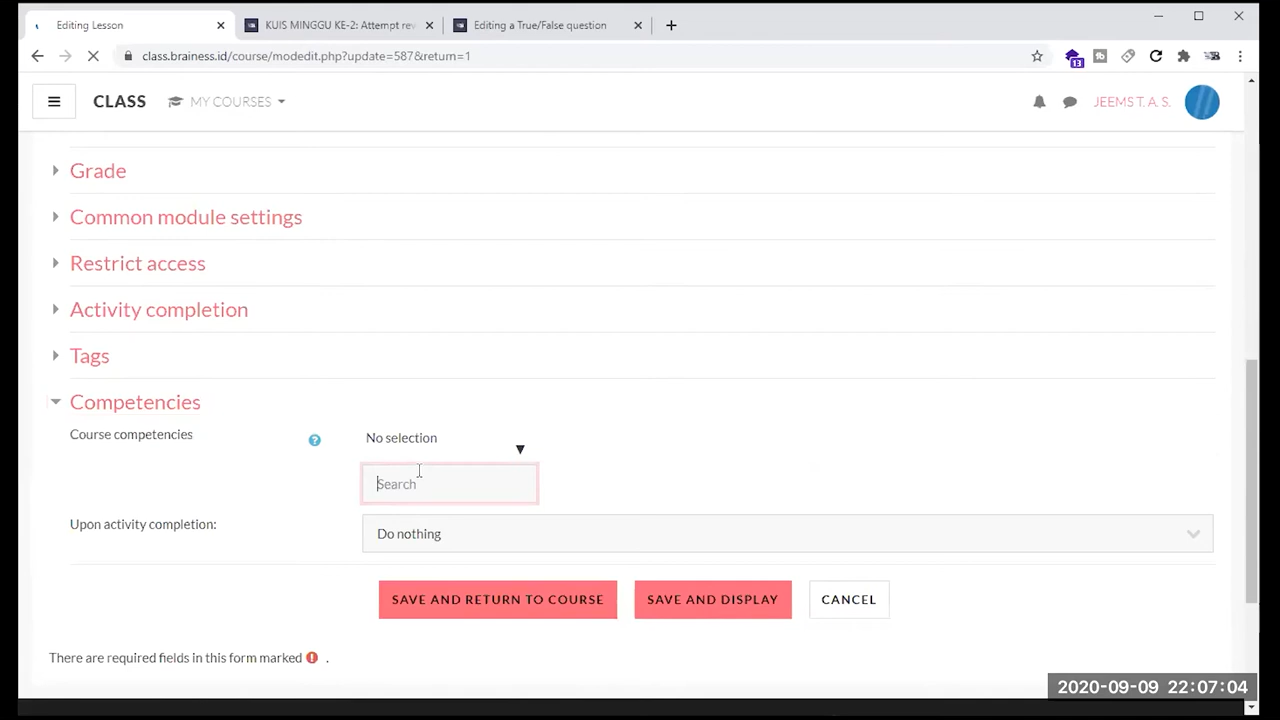 Editing Lesson
KUIS MINGGU KE-2: Attempt rev
Editing a True/False question
class.brainess.id/course/modedit.php?update=587&return=1
13
CLASS
MY COURSES
JEEMS T. A. S.
Grade
Common module settings
Restrict access
Activity completion
Tags
Competencies
Course competencies
No selection
Search
Upon activity completion:
Do nothing
SAVE AND RETURN TO COURSE
SAVE AND DISPLAY
CANCEL
There are required fields in this form marked .
2020-09-09 22:07:04